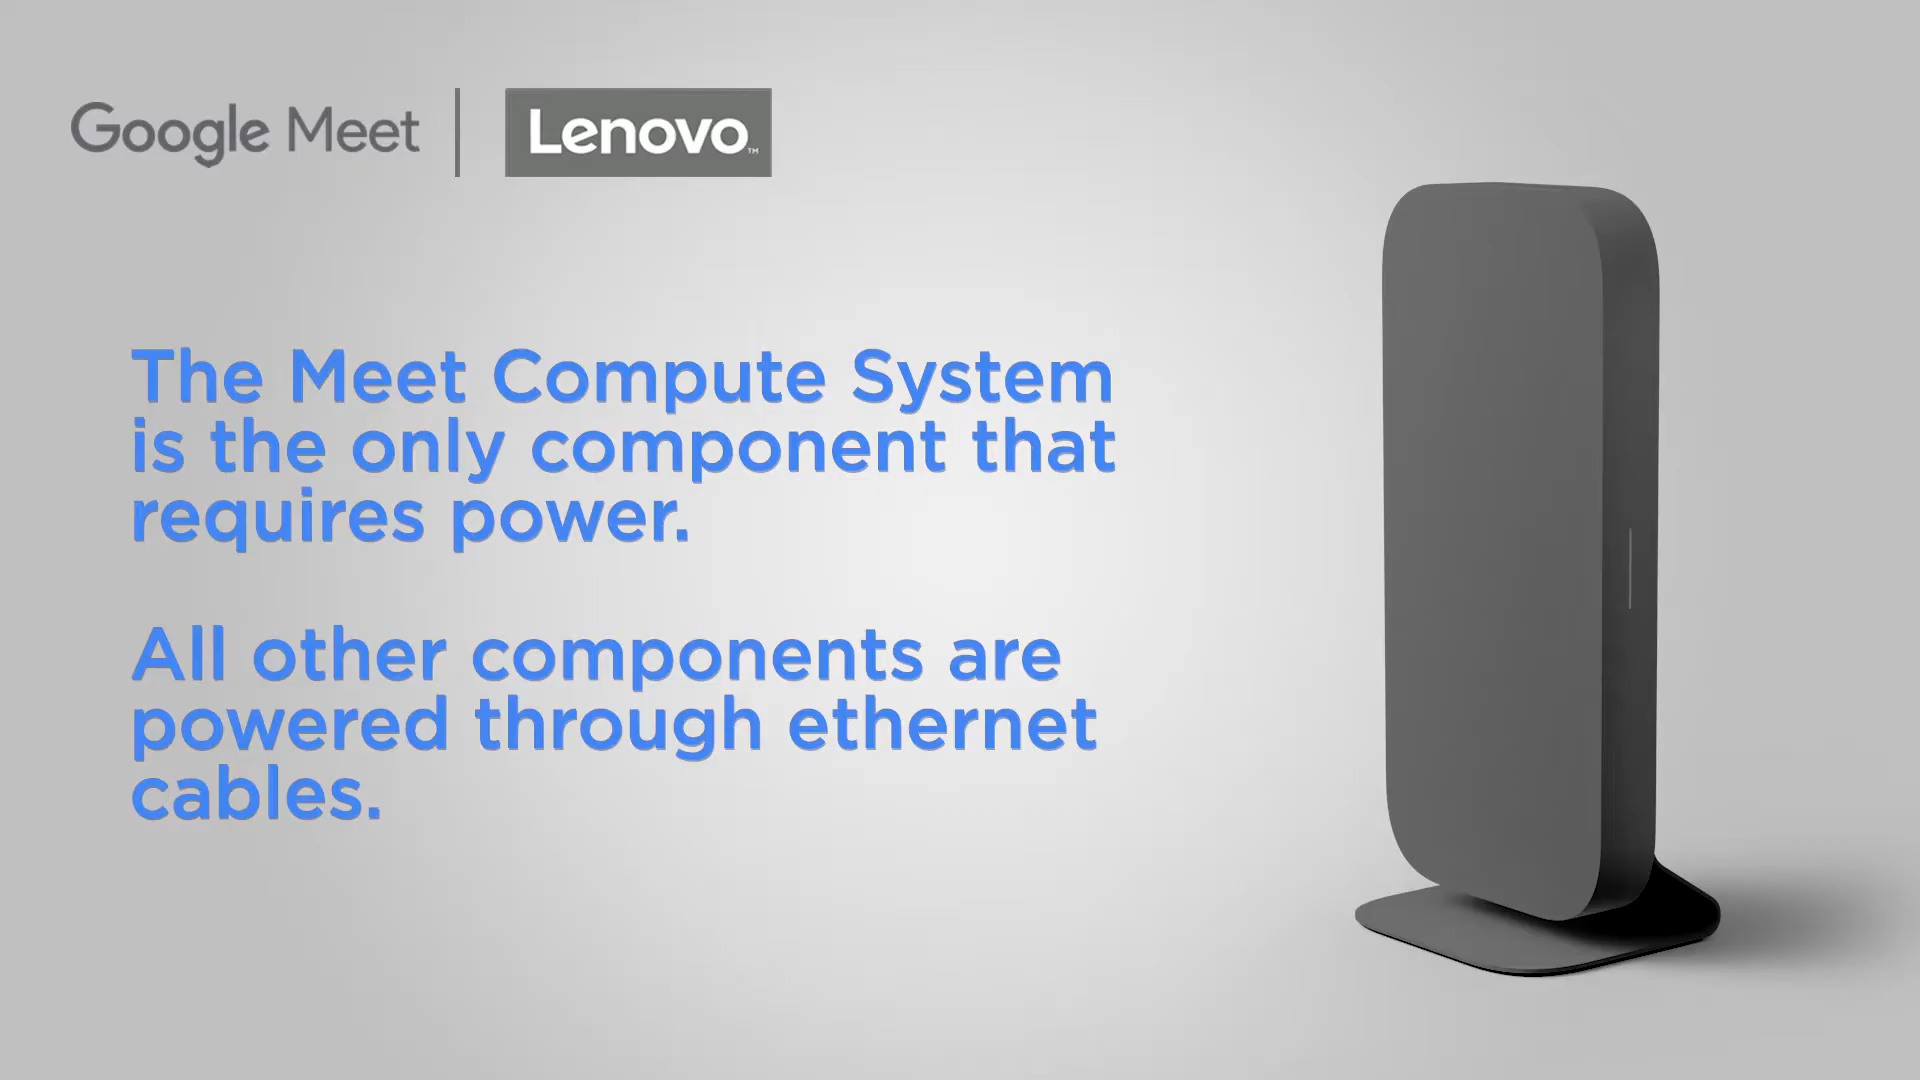 Google Meet
Lenovo™
The Meet Compute System
is the only component that
requires power.
All other components are
powered through ethernet
cables.